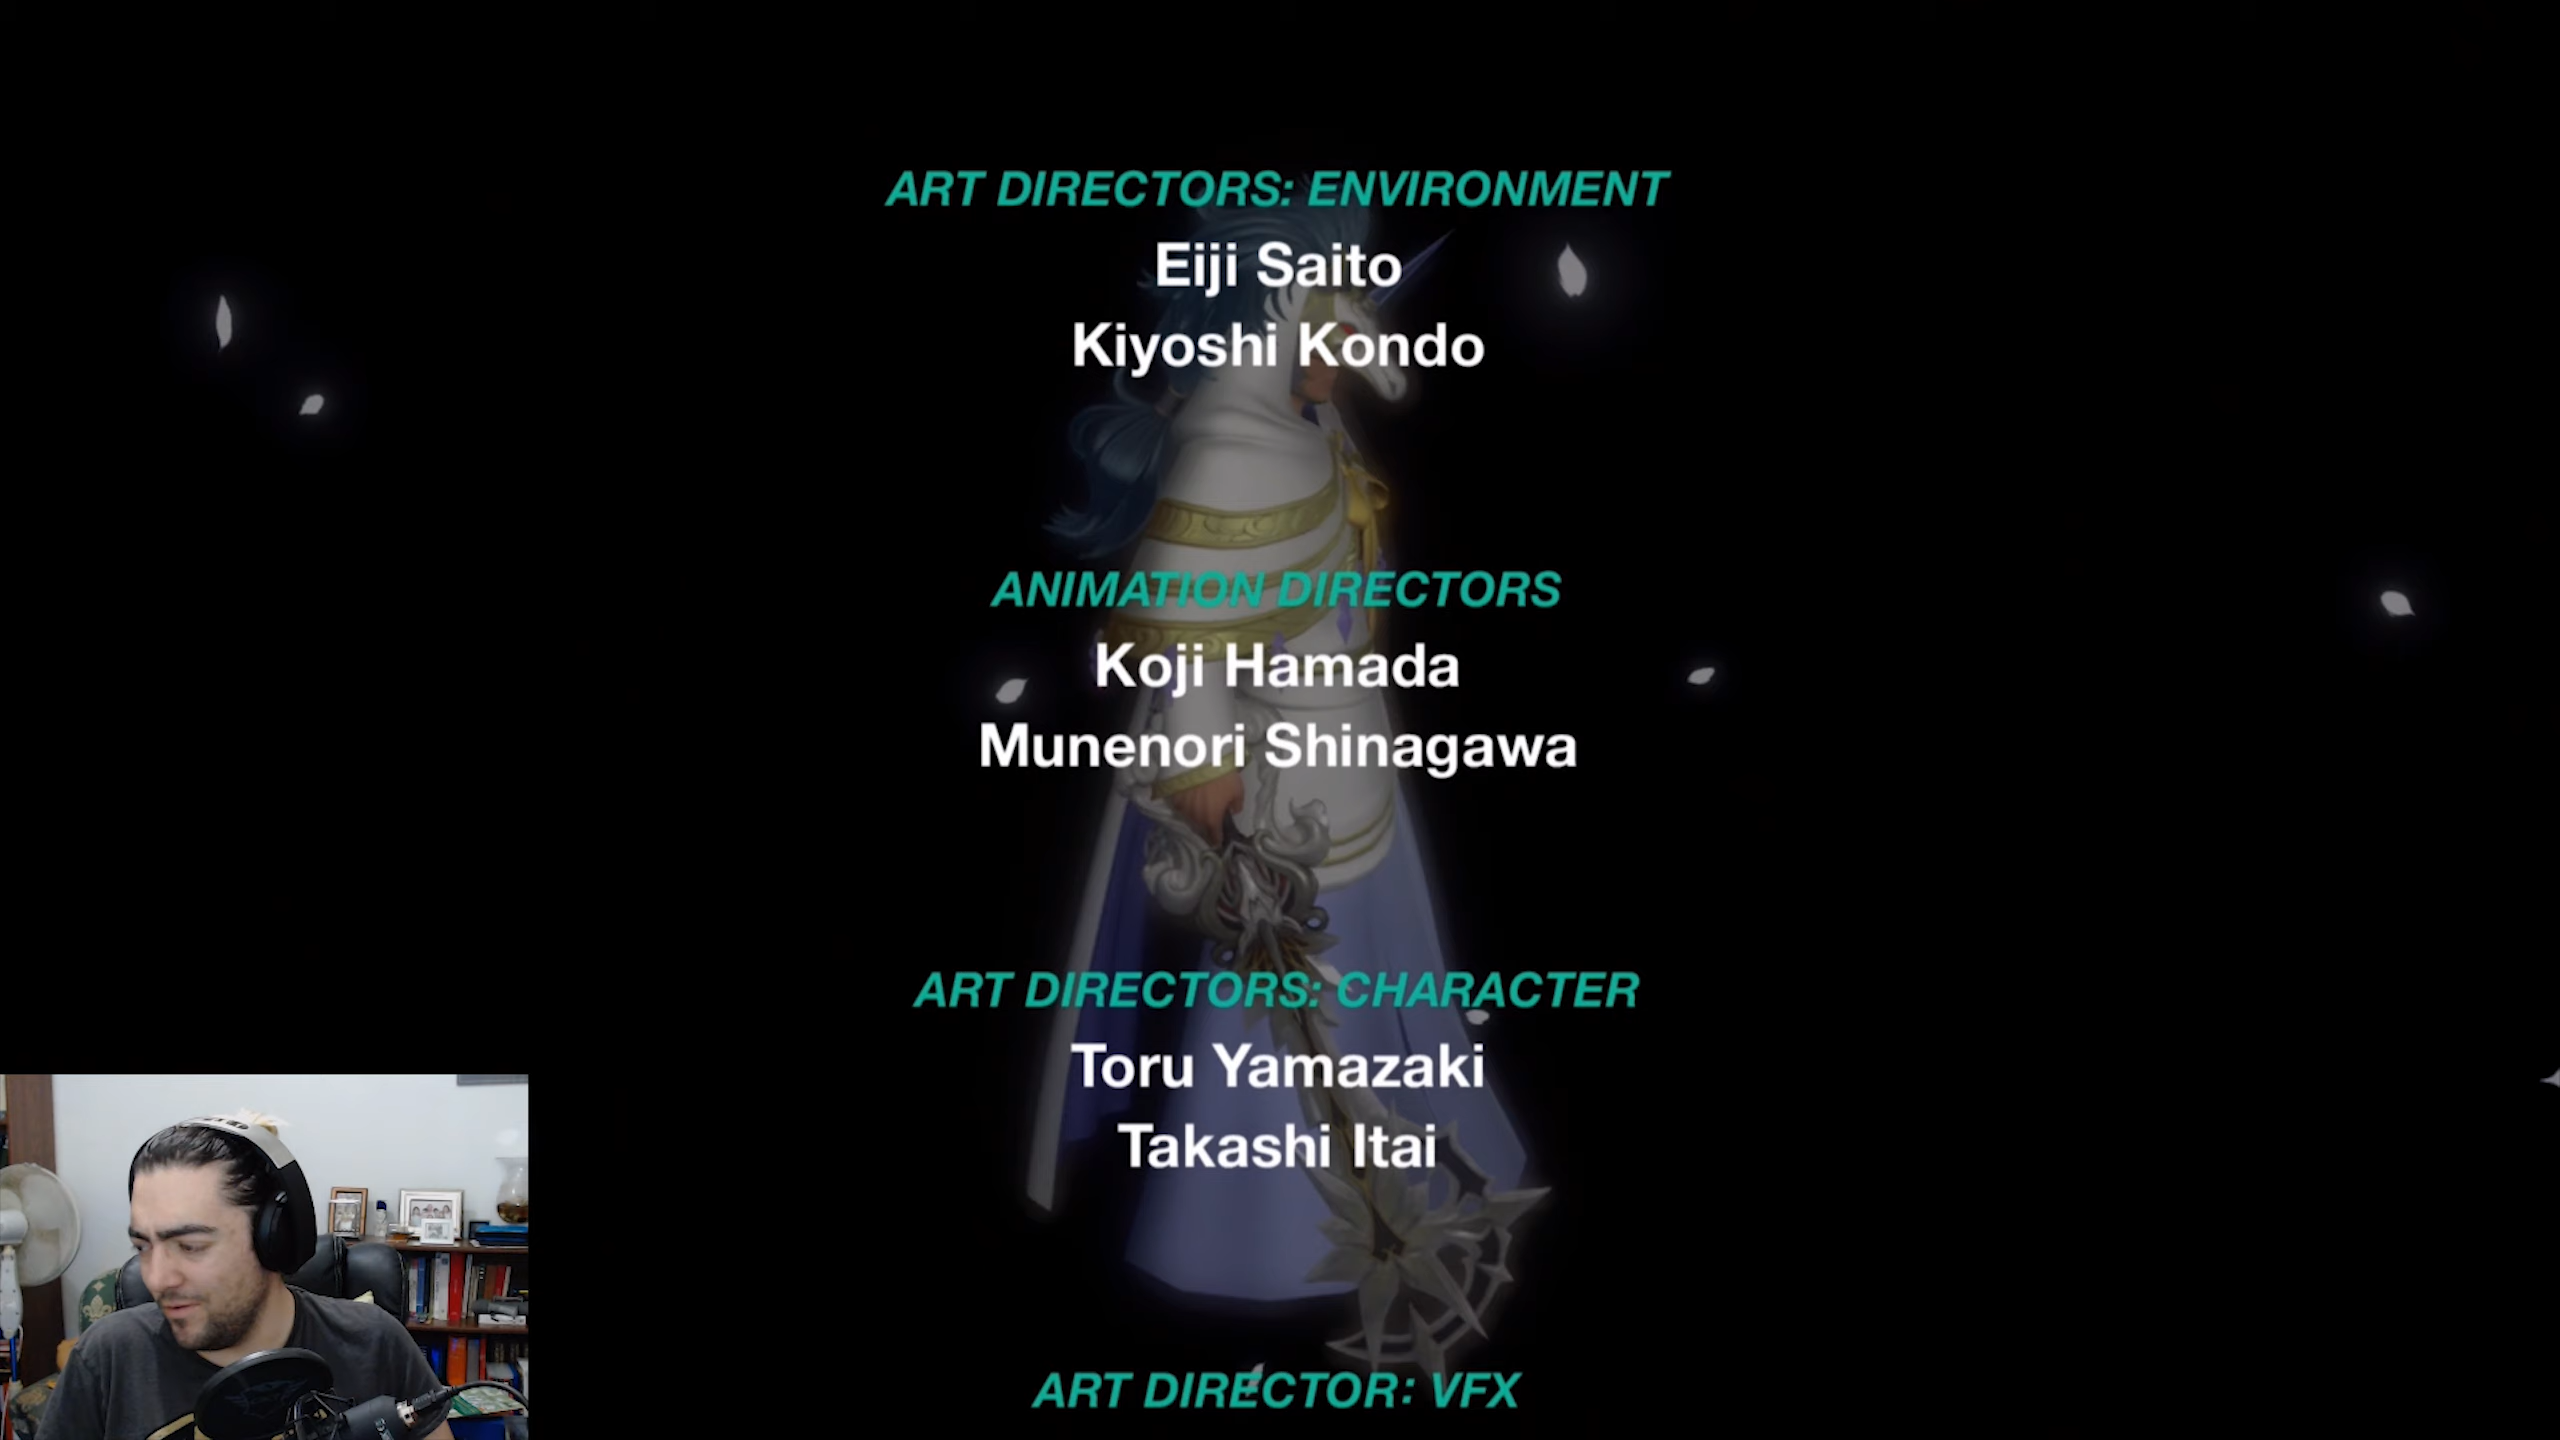 ART DIRECTORS: ENVIRONMENT
Eiji Saito
Kiyoshi Kondo
ANIMATION DIRECTORS
Koji Hamada
Munenori Shinagawa
ART DIRECTORS: CHARACTER
Toru Yamazaki
Takashi Itai
ART DIRECTOR: VFX